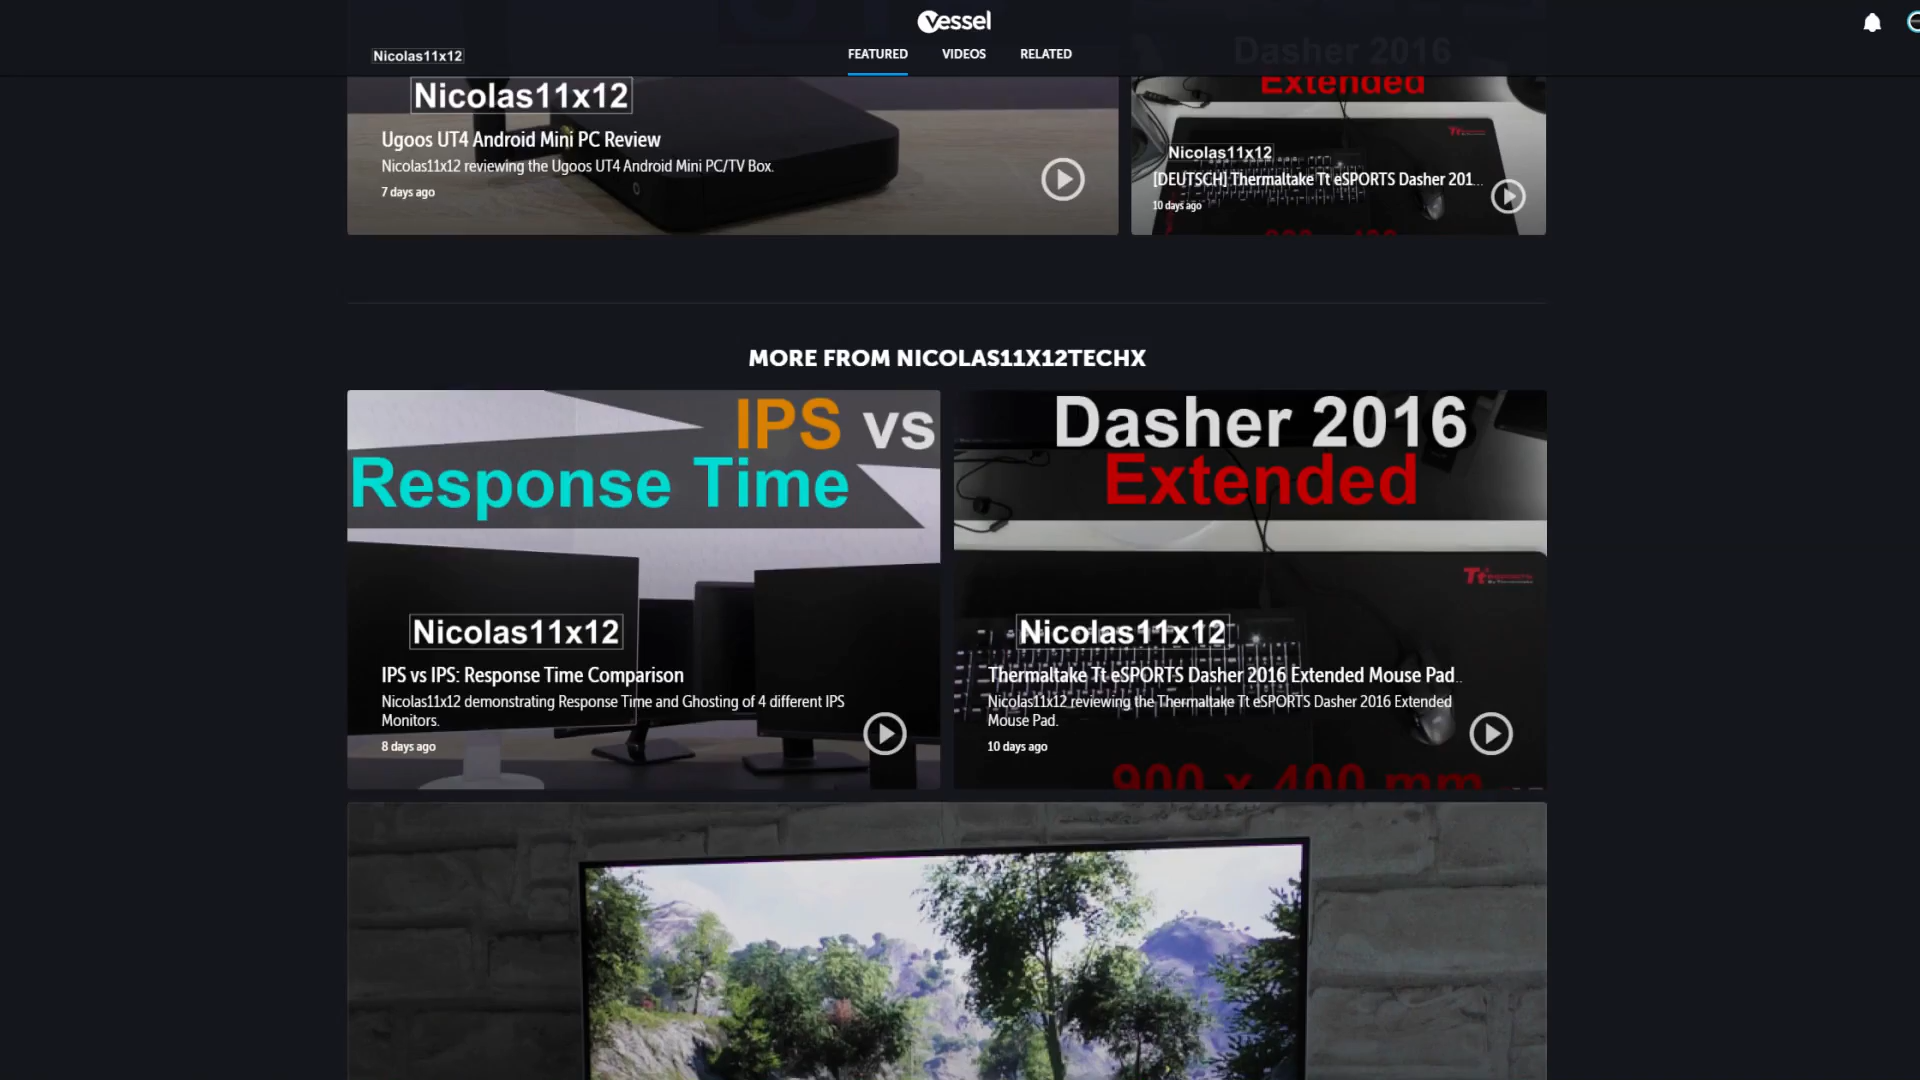 Vessel
Nicolas11x12
FEATURED
VIDEOS
RELATED
Dasher 2016
Extended
Nicolas11x12
Ugoos UT4 Android Mini PC Review
Nicolas11x12 reviewing the Ugoos UT4 Android Mini PC/TV Box.
7 days ago
Nicolas11x12
[DEUTSCH] Thermaltake Tt eSPORTS Dasher 201...
10 days ago
MORE FROM NICOLAS11X12TECHX
IPS vs
Response Time
Nicolas11x12
IPS vs IPS: Response Time Comparison
Nicolas11x12 demonstrating Response Time and Ghosting of 4 different IPS
Monitors.
8 days ago
Dasher 2016
Extended
Tt eSPORTS
Nicolas11x12
Thermaltake Tt eSPORTS Dasher 2016 Extended Mouse Pad..
Nicolas11x12 reviewing the Thermaltake Tt eSPORTS Dasher 2016 Extended
Mouse Pad.
10 days ago
900 x 400 mm